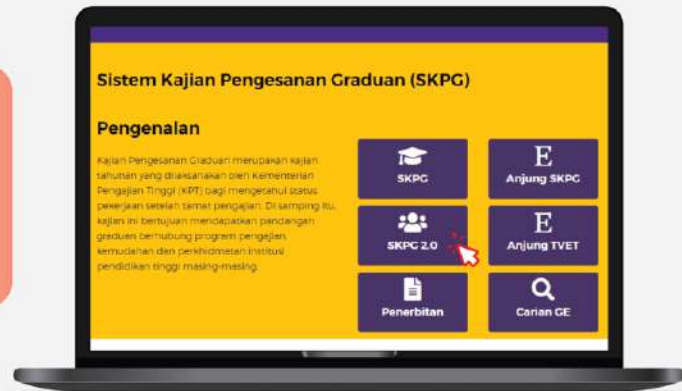 Sistem Kajian Pengesanan Graduan (SKPG)
Pengenalan
Kajian Pengesanan Graduan merupakan kajian
tahunan yang dilaksanakan oleh Kementerian
Pengajian Tinggi (KPT) bagi mengetahui status
pekerjaan setelah tamat pengajian. Di samping itu,
kajian ini bertujuan mendapatkan pandangan
graduan berhubung program pengajian,
kemudahan dan perkhidmatan institusi
pendidikan tinggi masing-masing.
SKPG
E
Anjung SKPG
SKPG 2.0
E
Anjung TVET
Penerbitan
Carian GE